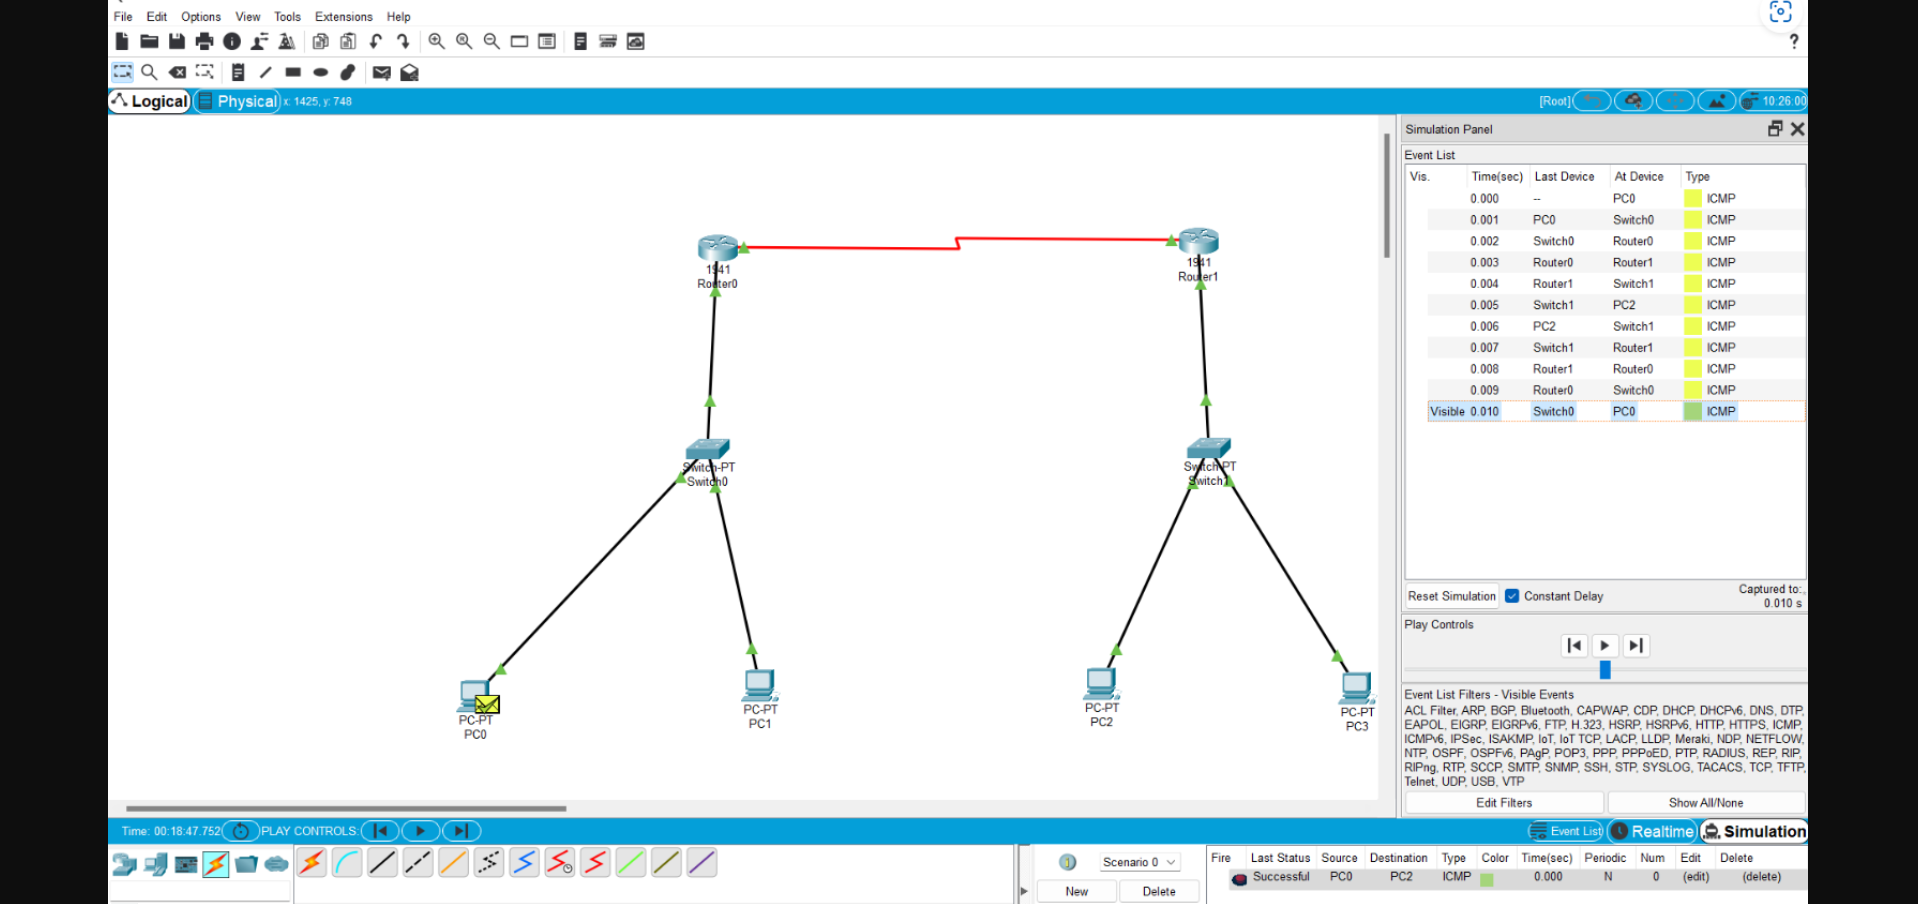 File Edit Options View Tools Extensions Help
?
Logical Physical x: 1425, y: 748 [Root] 10:26:00
Simulation Panel
Event List
Vis. Time(sec) Last Device At Device Type
0.000 -- PC0 ICMP
0.001 PC0 Switch0 ICMP
0.002 Switch0 Router0 ICMP
0.003 Router0 Router1 ICMP
0.004 Router1 Switch1 ICMP
0.005 Switch1 PC2 ICMP
0.006 PC2 Switch1 ICMP
0.007 Switch1 Router1 ICMP
0.008 Router1 Router0 ICMP
0.009 Router0 Switch0 ICMP
Visible 0.010 Switch0 PC0 ICMP
1941
Router0
1941
Router1
Switch-PT
Switch0
Switch-PT
Switch1
PC-PT
PC0
PC-PT
PC1
PC-PT
PC2
PC-PT
PC3
Reset Simulation Constant Delay
Captured to:
0.010 s
Play Controls
Event List Filters - Visible Events
ACL Filter, ARP, BGP, Bluetooth, CAPWAP, CDP, DHCP, DHCPv6, DNS, DTP,
EAPOL, EIGRP, EIGRPv6, FTP, H.323, HSRP, HSRPv6, HTTP, HTTPS, ICMP,
ICMPv6, IPSec, ISAKMP, IoT, IoT TCP, LACP, LLDP, Meraki, NDP, NETFLOW,
NTP, OSPF, OSPFv6, PAgP, POP3, PPP, PPPoED, PTP, RADIUS, REP, RIP,
RIPng, RTP, SCCP, SMTP, SNMP, SSH, STP, SYSLOG, TACACS, TCP, TFTP,
Telnet, UDP, USB, VTP
Edit Filters Show All/None
Time: 00:18:47.752 PLAY CONTROLS: Event List Realtime Simulation
Scenario 0
New Delete
Fire Last Status Source Destination Type Color Time(sec) Periodic Num Edit Delete
Successful PC0 PC2 ICMP 0.000 N 0 (edit) (delete)